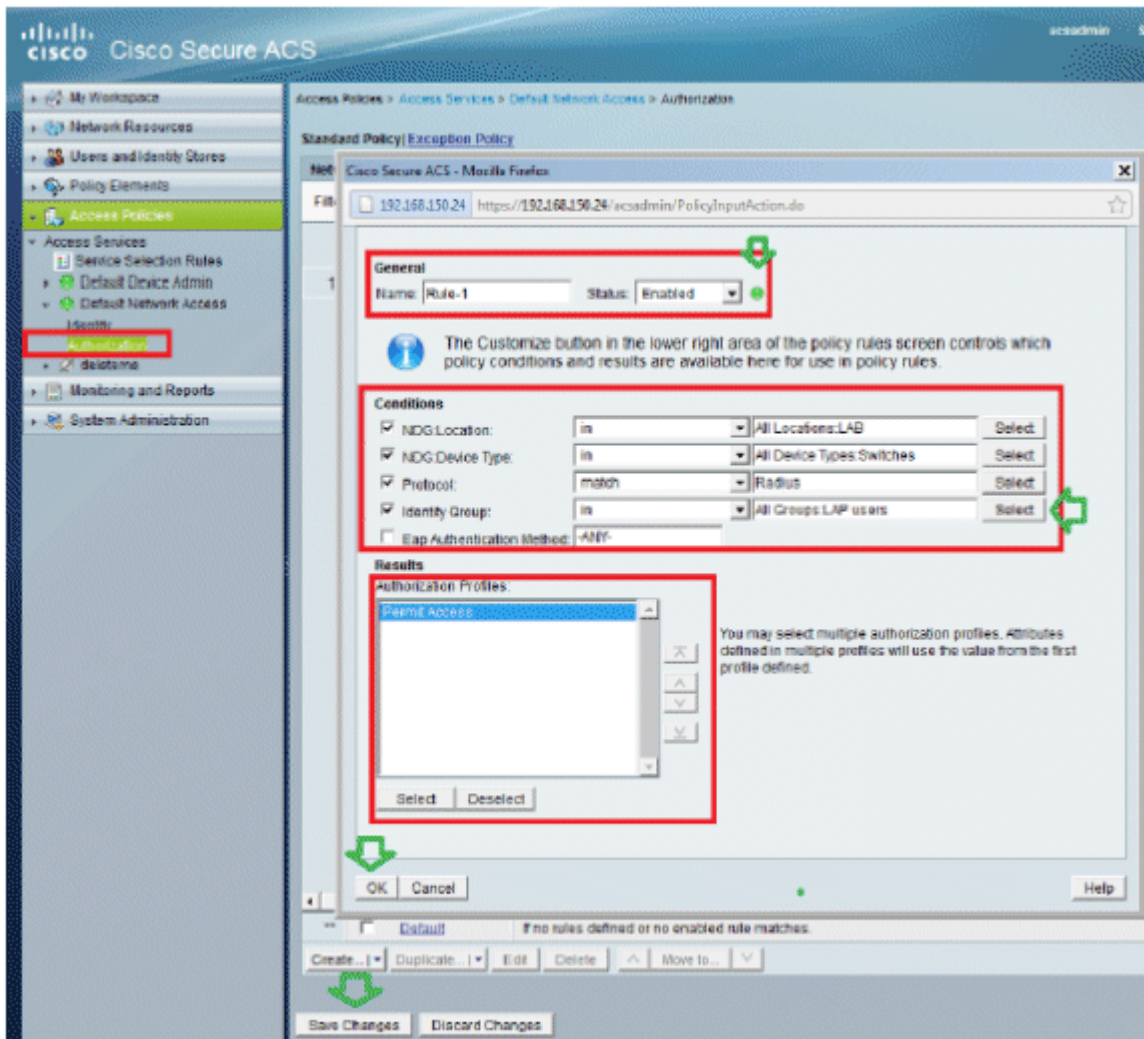 acsadmin
CISCO Cisco Secure ACS
My Workspace
Network Resources
Users and Identity Stores
Policy Elements
Access Policies
Access Services
Service Selection Rules
Default Device Admin
Default Network Access
Identity
Authorization
deleteme
Monitoring and Reports
System Administration
Access Policies > Access Services > Default Network Access > Authorization
Standard Policy| Exception Policy
Cisco Secure ACS - Mozilla Firefox
192.168.150.24 https://192.168.150.24/acsadmin/PolicyInputAction.do
1
General
Name: Rule-1 Status: Enabled
The Customize button in the lower right area of the policy rules screen controls which
policy conditions and results are available here for use in policy rules.
Conditions
NDG:Location: in All Locations:LAB Select
NDG:Device Type: in All Device Types:Switches Select
Protocol: match Radius Select
Identity Group: in All Groups:LAP users Select
Eap Authentication Method: -ANY-
Results
Authorization Profiles:
Permit Access
You may select multiple authorization profiles. Attributes
defined in multiple profiles will use the value from the first
profile defined.
Select Deselect
OK Cancel Help
** Default If no rules defined or no enabled rule matches.
Create... Duplicate... Edit Delete Move to...
Save Changes Discard Changes